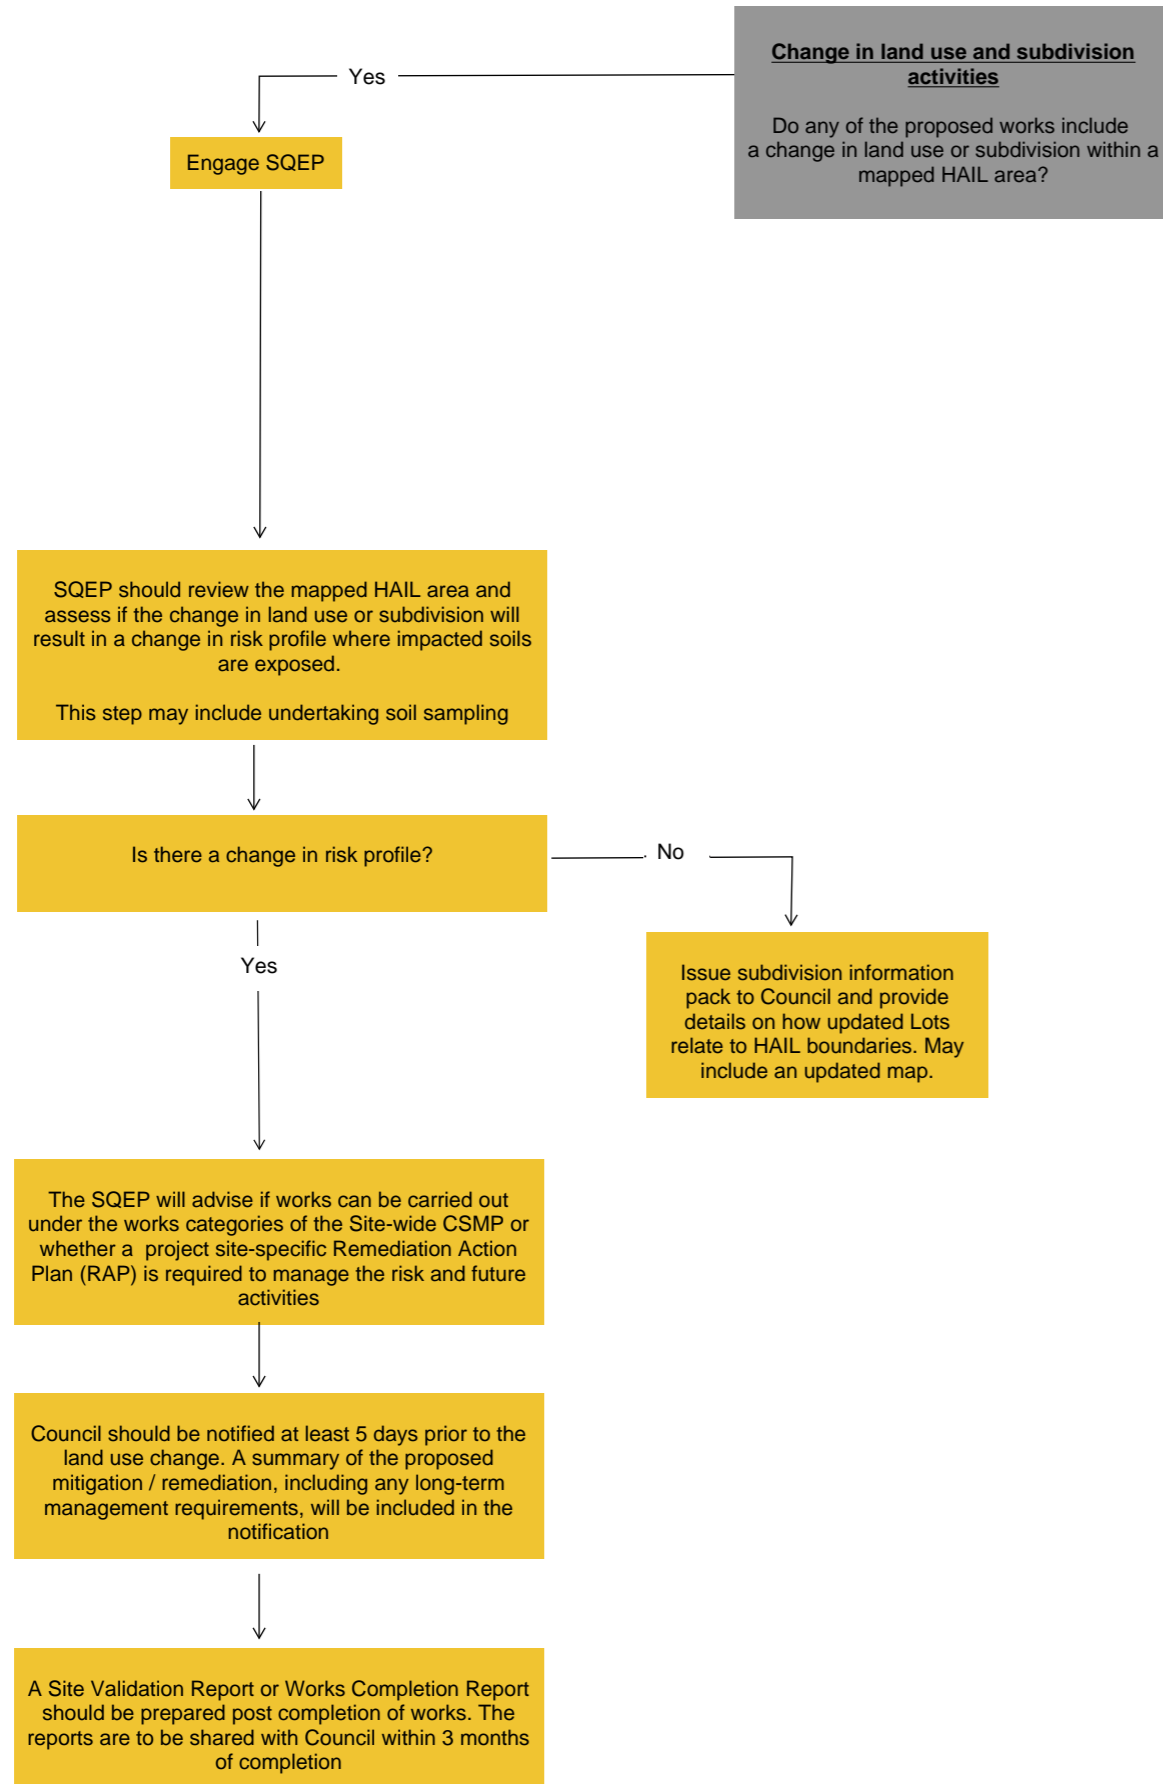 Change in land use and subdivision
activities
Do any of the proposed works include
a change in land use or subdivision within a
mapped HAIL area?
Yes
Engage SQEP
SQEP should review the mapped HAIL area and
assess if the change in land use or subdivision will
result in a change in risk profile where impacted soils
are exposed.
This step may include undertaking soil sampling
Is there a change in risk profile?
No
Yes
Issue subdivision information
pack to Council and provide
details on how updated Lots
relate to HAIL boundaries. May
include an updated map.
The SQEP will advise if works can be carried out
under the works categories of the Site-wide CSMP or
whether a  project site-specific Remediation Action
Plan (RAP) is required to manage the risk and future
activities
Council should be notified at least 5 days prior to the
land use change. A summary of the proposed
mitigation / remediation, including any long-term
management requirements, will be included in the
notification
A Site Validation Report or Works Completion Report
should be prepared post completion of works. The
reports are to be shared with Council within 3 months
of completion